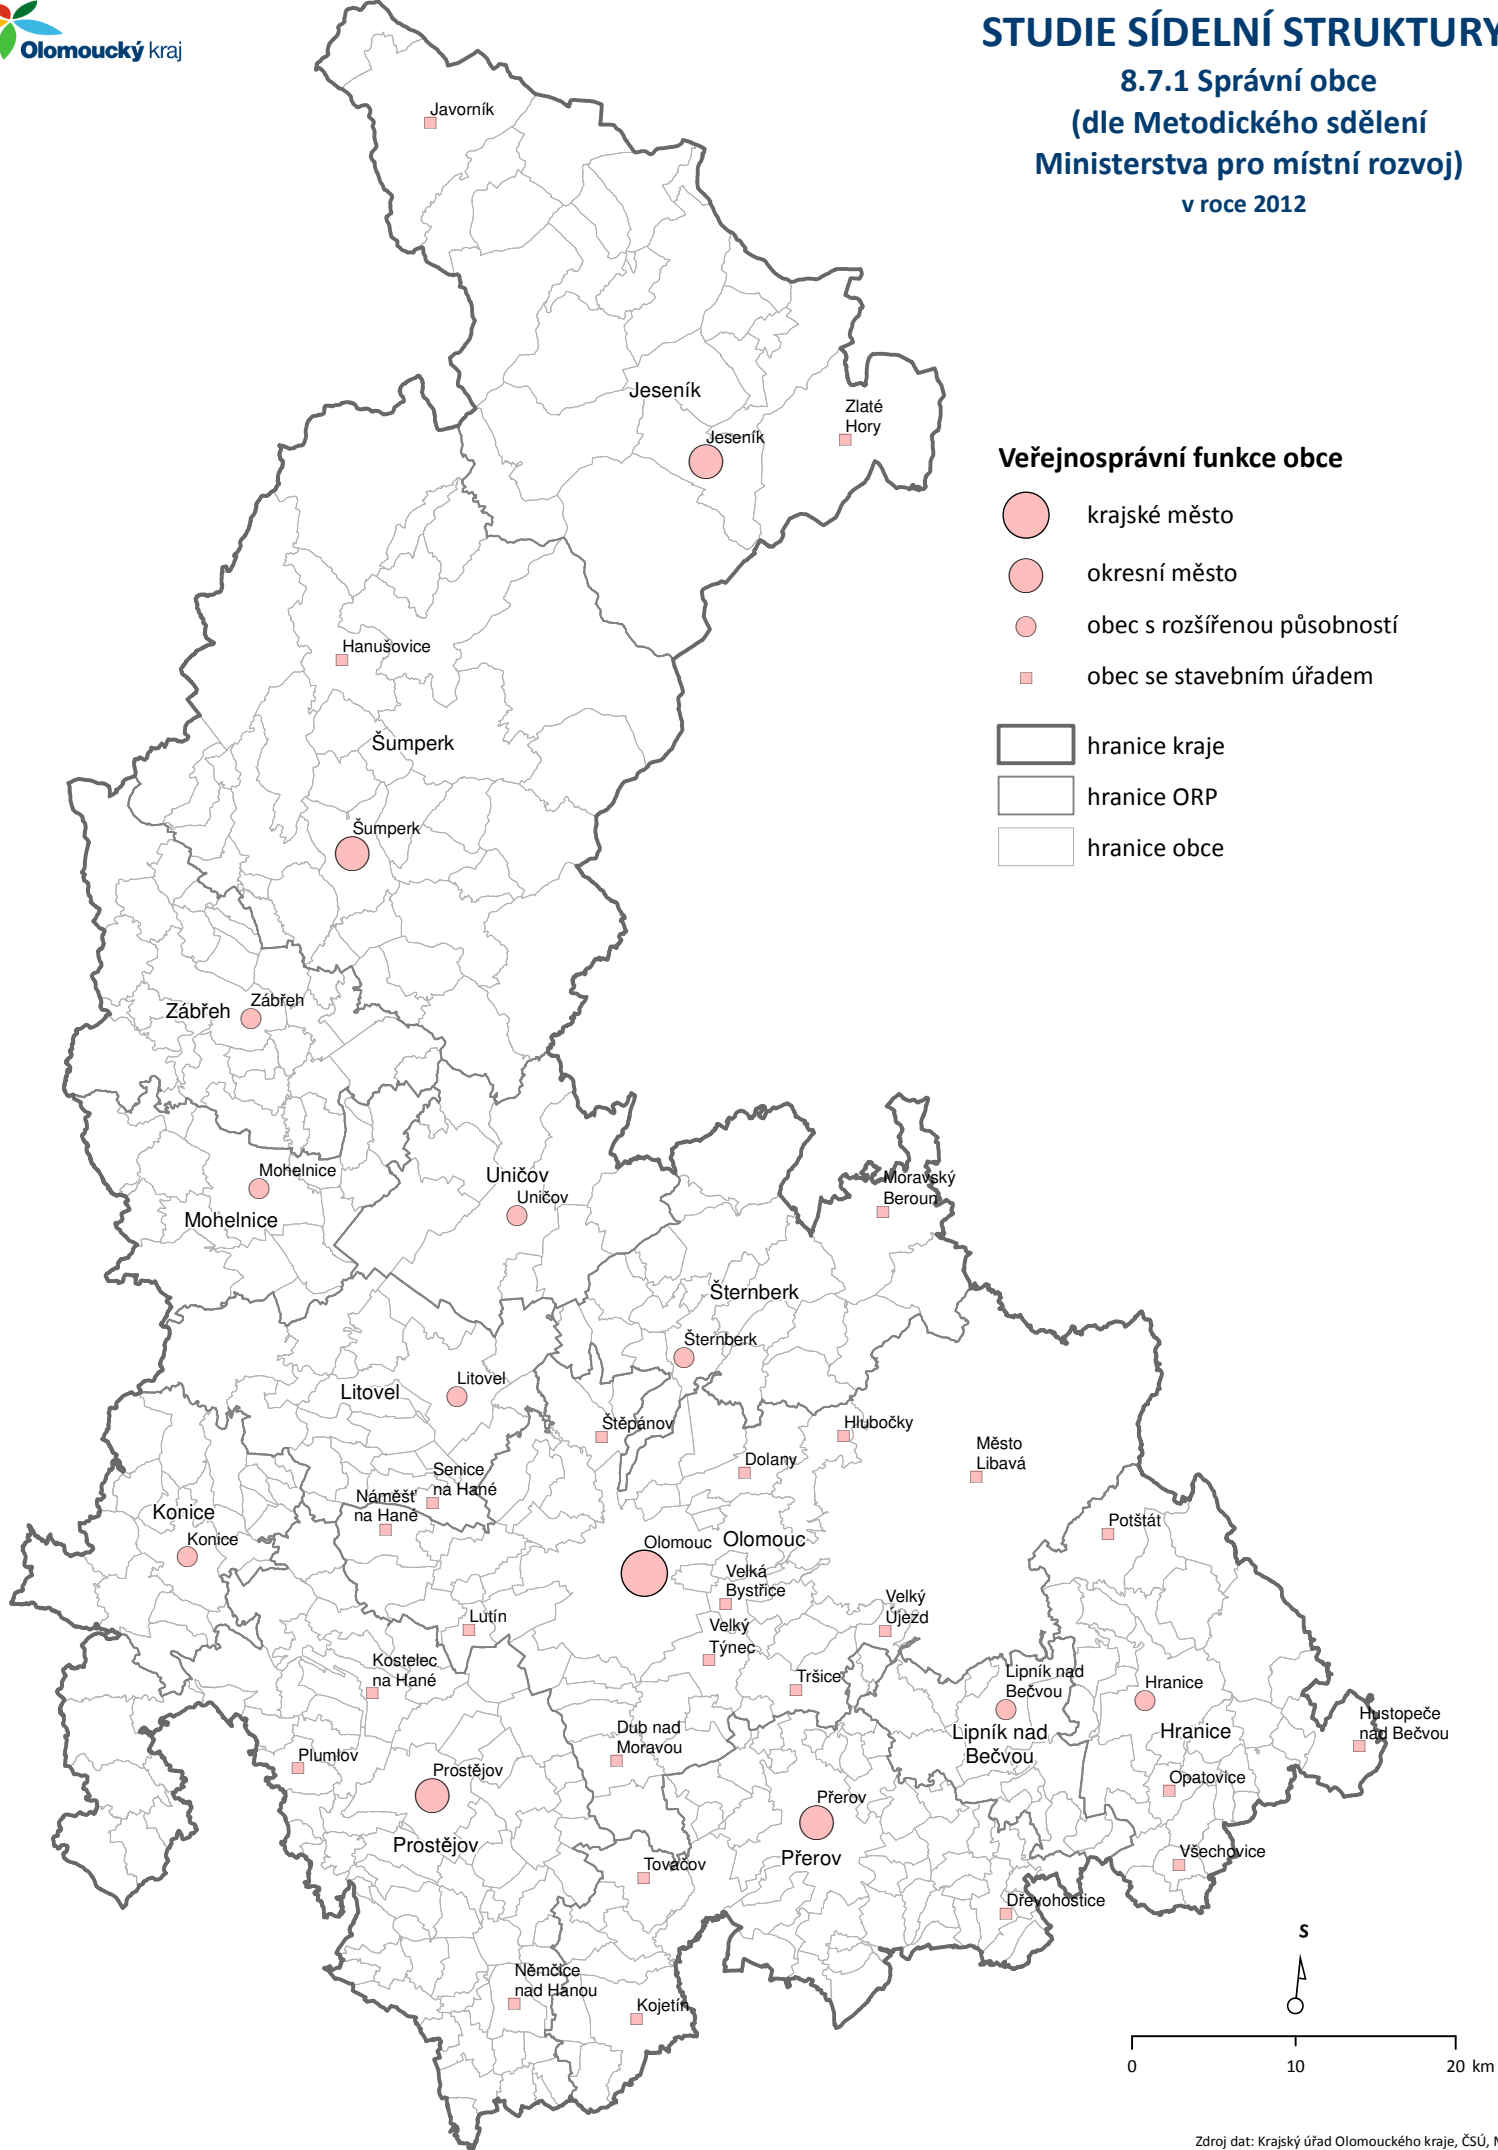 Olomoucký kraj
STUDIE SÍDELNÍ STRUKTURY
8.7.1 Správní obce
(dle Metodického sdělení
Ministerstva pro místní rozvoj)
v roce 2012
Javorník
Jeseník
Jeseník
Zlaté
Hory
Veřejnosprávní funkce obce
krajské město
okresní město
obec s rozšířenou působností
obec se stavebním úřadem
hranice kraje
hranice ORP
hranice obce
Hanušovice
Šumperk
Šumperk
Zábřeh
Zábřeh
Mohelnice
Mohelnice
Uničov
Uničov
Moravský
Beroun
Šternberk
Šternberk
Litovel
Litovel
Štěpánov
Hlubočky
Dolany
Město
Libavá
Senice
na Hané
Náměšť
na Hané
Konice
Konice
Potštát
Olomouc
Olomouc
Velká
Bystřice
Velký
Újezd
Lutín
Velký
Týnec
Tršice
Kostelec
na Hané
Lipník nad
Bečvou
Lipník nad
Bečvou
Hranice
Hranice
Hustopeče
nad Bečvou
Dub nad
Moravou
Plumlov
Prostějov
Prostějov
Opatovice
Přerov
Přerov
Všechovice
Tovačov
Dřevohostice
Němčice
nad Hanou
Kojetín
S
0 10 20 km
Zdroj dat: Krajský úřad Olomouckého kraje, ČSÚ,